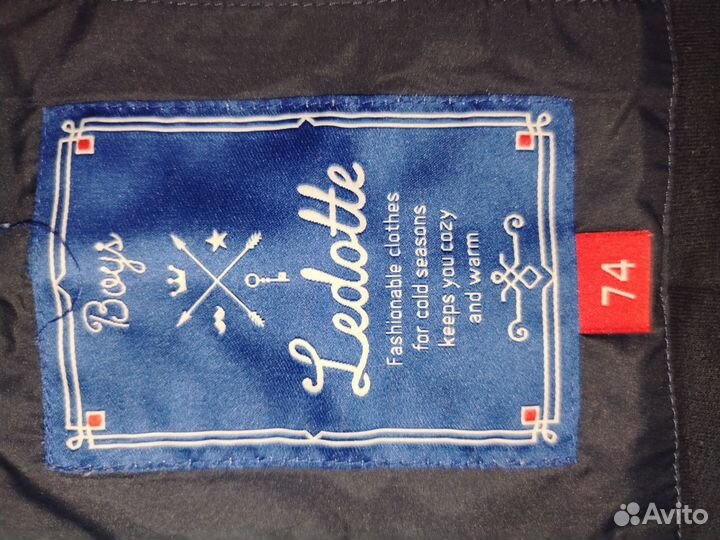 Boys
Ledotte
Fashionable clothes
for cold seasons
keeps you cozy
and warm
74
Avito